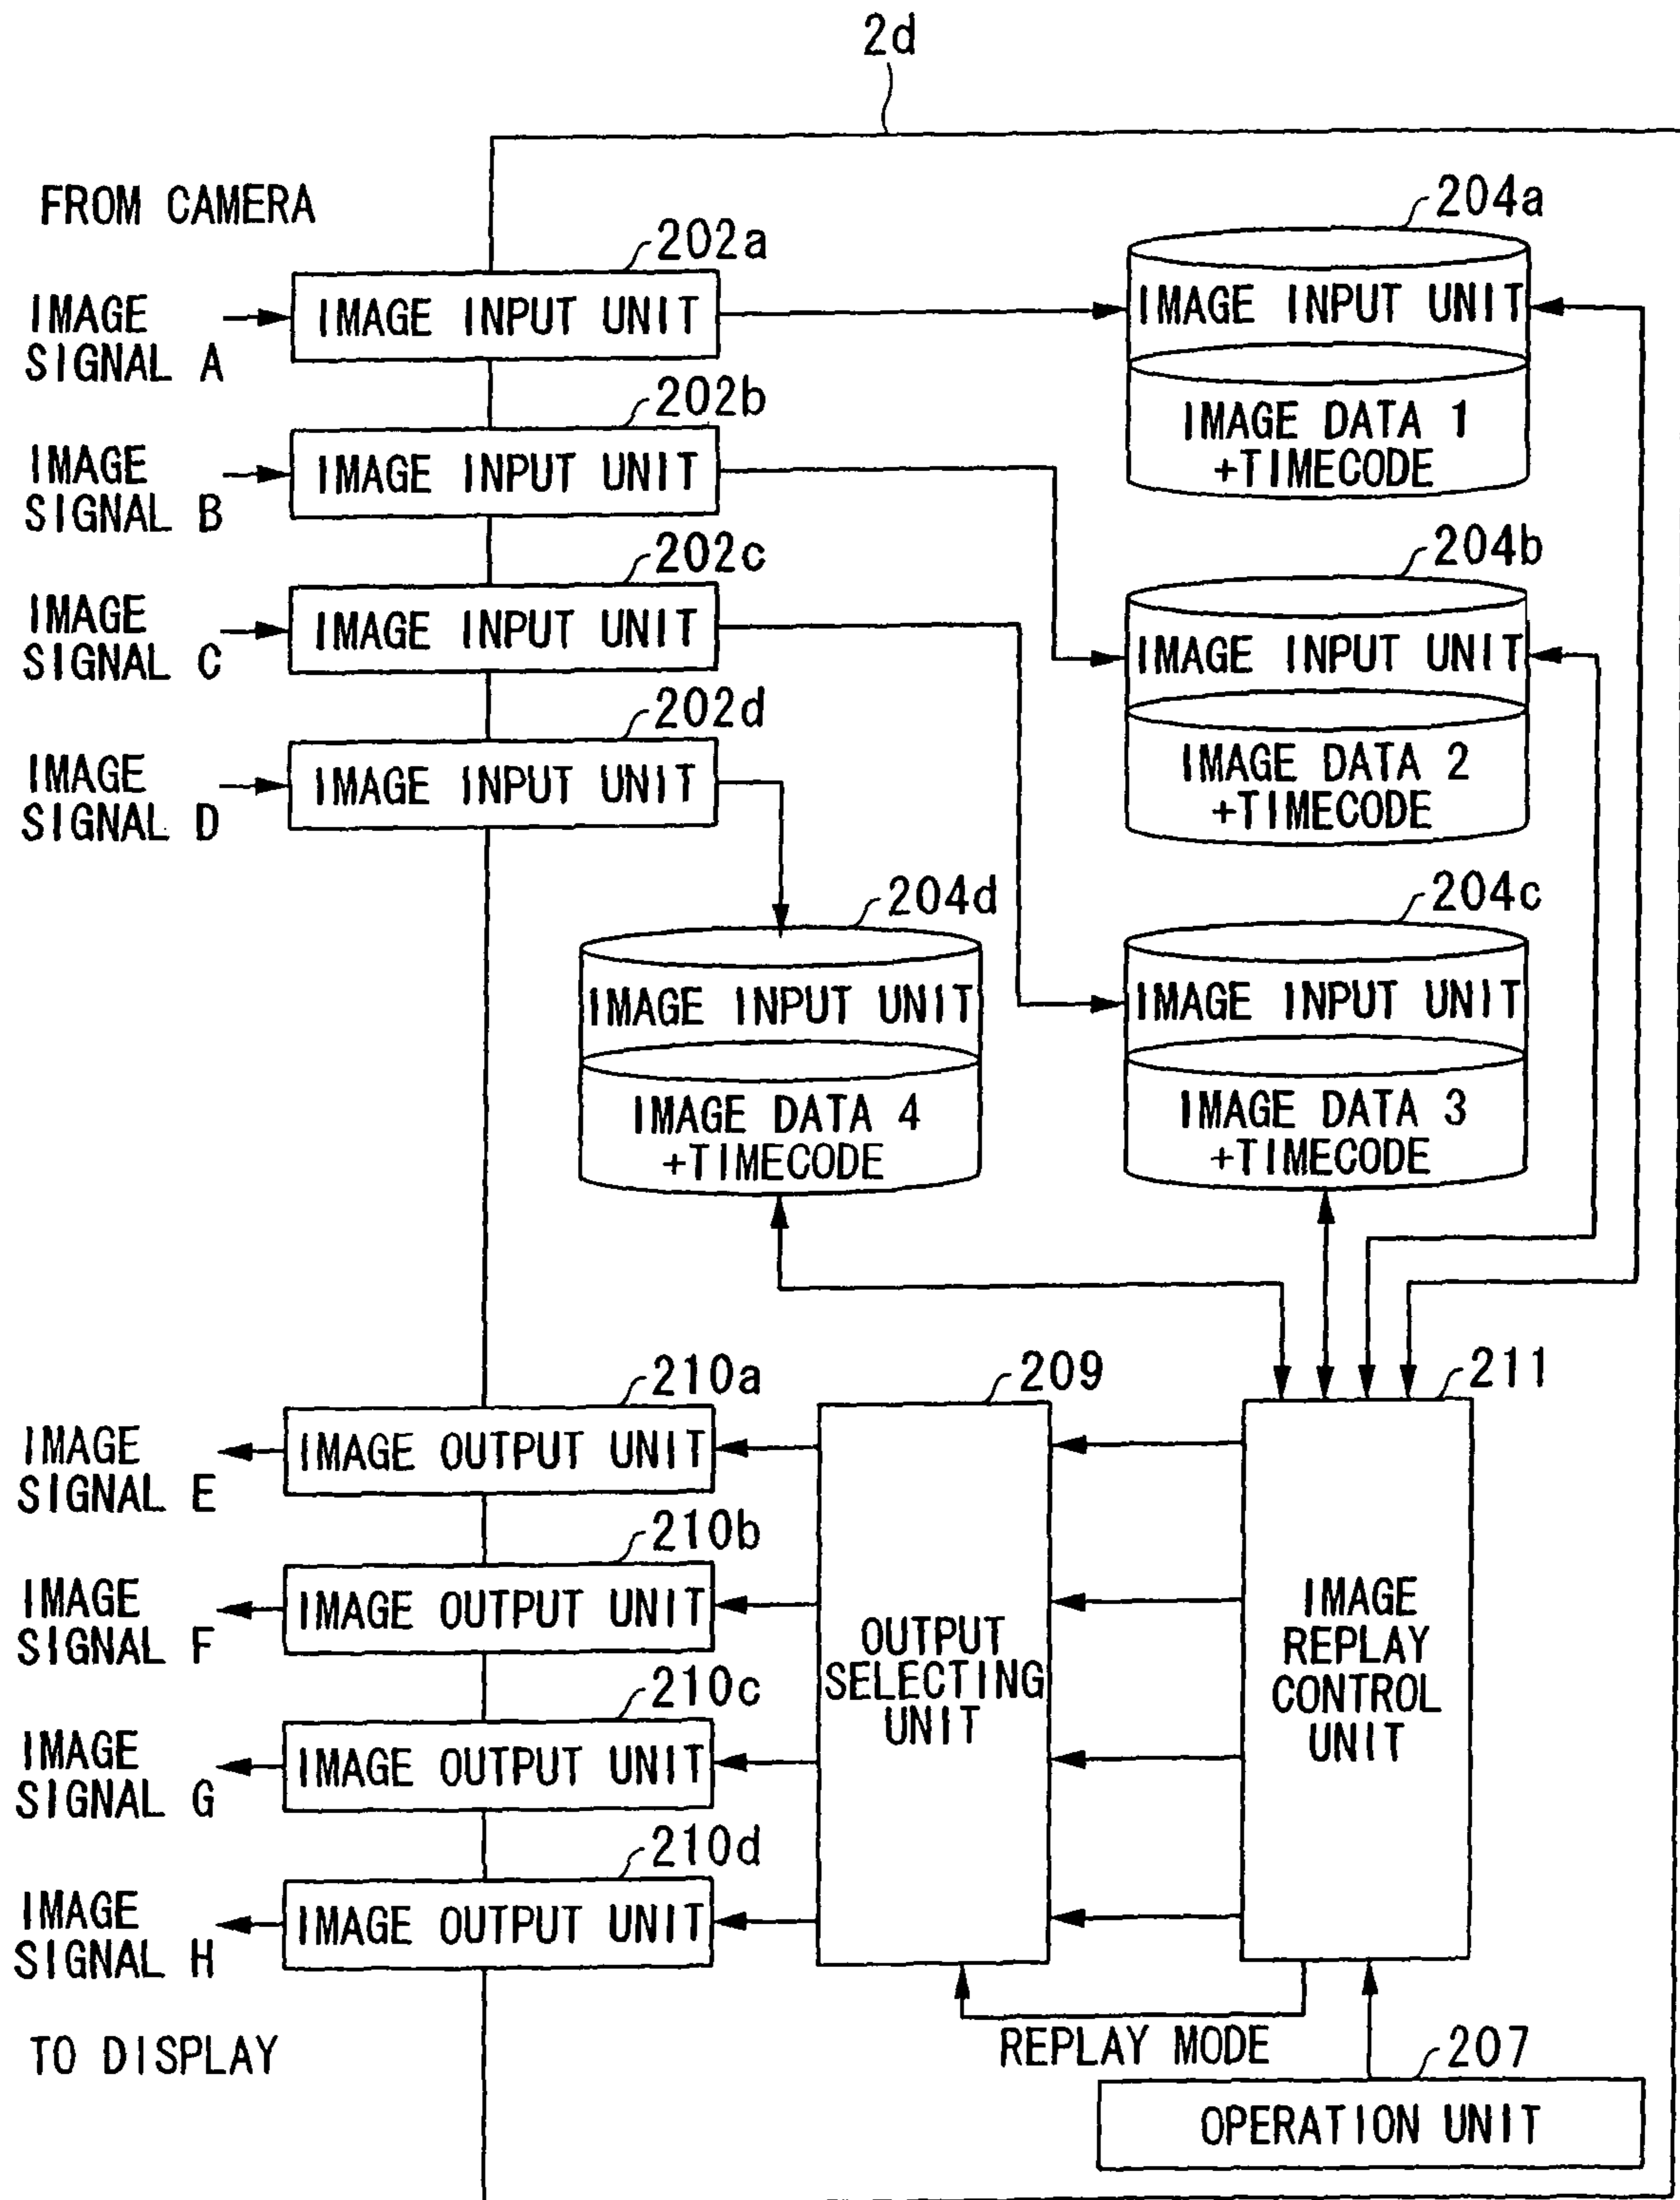 2d
FROM CAMERA
202a
204a
IMAGE
SIGNAL A
IMAGE INPUT UNIT
IMAGE INPUT UNIT
IMAGE DATA 1
+TIMECODE
202b
IMAGE
SIGNAL B
IMAGE INPUT UNIT
202c
204b
IMAGE
SIGNAL C
IMAGE INPUT UNIT
IMAGE INPUT UNIT
IMAGE DATA 2
+TIMECODE
202d
IMAGE
SIGNAL D
IMAGE INPUT UNIT
204d
IMAGE INPUT UNIT
IMAGE DATA 4
+TIMECODE
204c
IMAGE INPUT UNIT
IMAGE DATA 3
+TIMECODE
210a
209
211
IMAGE
SIGNAL E
IMAGE OUTPUT UNIT
210b
IMAGE
SIGNAL F
IMAGE OUTPUT UNIT
OUTPUT
SELECTING
UNIT
IMAGE
REPLAY
CONTROL
UNIT
210c
IMAGE
SIGNAL G
IMAGE OUTPUT UNIT
210d
IMAGE
SIGNAL H
IMAGE OUTPUT UNIT
REPLAY MODE
TO DISPLAY
207
OPERATION UNIT